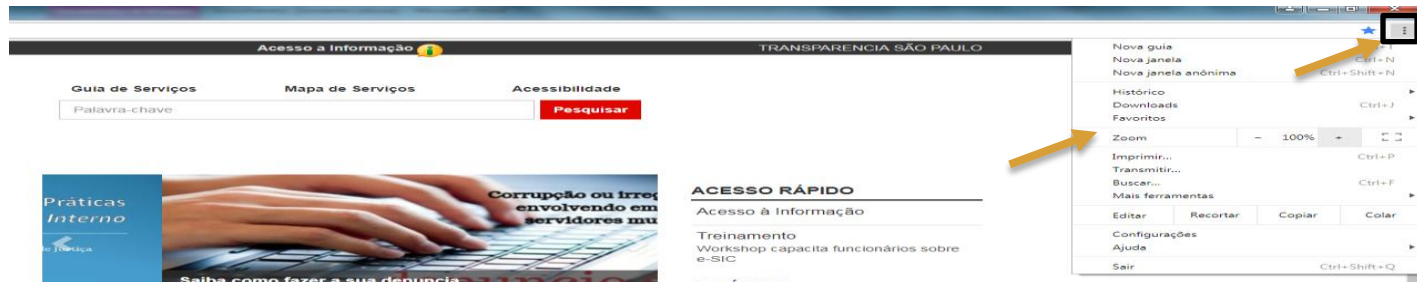 Acesso a Informação
TRANSPARENCIA SÃO PAULO
Guia de Serviços Mapa de Serviços Acessibilidade
Palavra-chave Pesquisar
Práticas
Interno
Corrupção ou irreg
envolvendo em
servidores mu
Saiba como fazer a sua denuncia
ACESSO RÁPIDO
Acesso à Informação
Treinamento
Workshop capacita funcionários sobre
e-SIC
Nova guia
Nova janela Ctrl+N
Nova janela anônima Ctrl+Shift+N
Histórico
Downloads Ctrl+J
Favoritos
Zoom - 100% +
Imprimir... Ctrl+P
Transmitir...
Buscar... Ctrl+F
Mais ferramentas
Editar Recortar Copiar Colar
Configurações
Ajuda
Sair Ctrl+Shift+Q